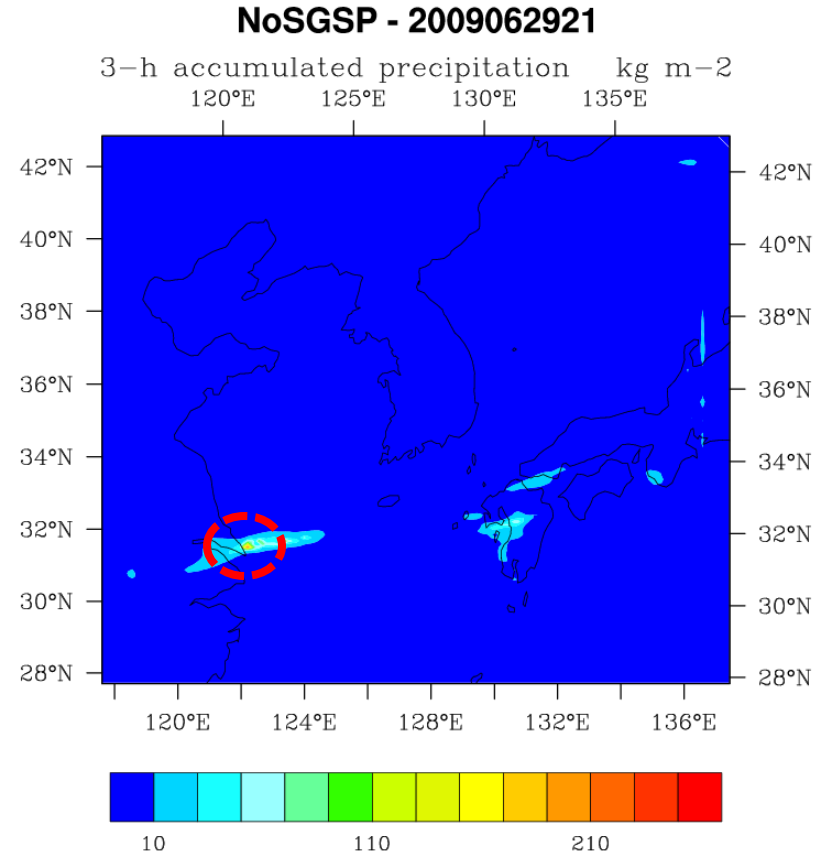 NoSGSP - 2009062921
3-h accumulated precipitation kg m-2
120°E 125°E 130°E 135°E
42°N 42°N
40°N 40°N
38°N 38°N
36°N 36°N
34°N 34°N
32°N 32°N
30°N 30°N
28°N 28°N
120°E 124°E 128°E 132°E 136°E
10 110 210